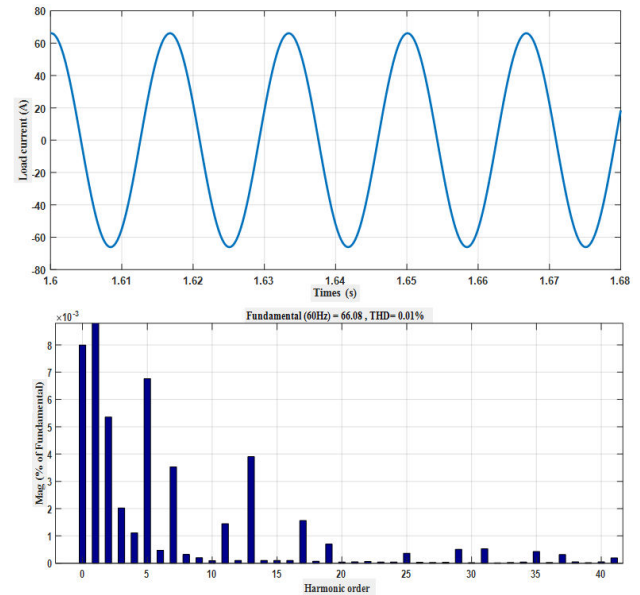 80
60
40
20
0
-20
-40
-60
-80
Load current (A)
1.6 1.61 1.62 1.63 1.64 1.65 1.66 1.67 1.68
Times (s)
Fundamental (60Hz) = 66.08 , THD= 0.01%
×10⁻³
8
7
6
5
4
3
2
1
0
Mag (% of Fundamental)
0 5 10 15 20 25 30 35 40
Harmonic order